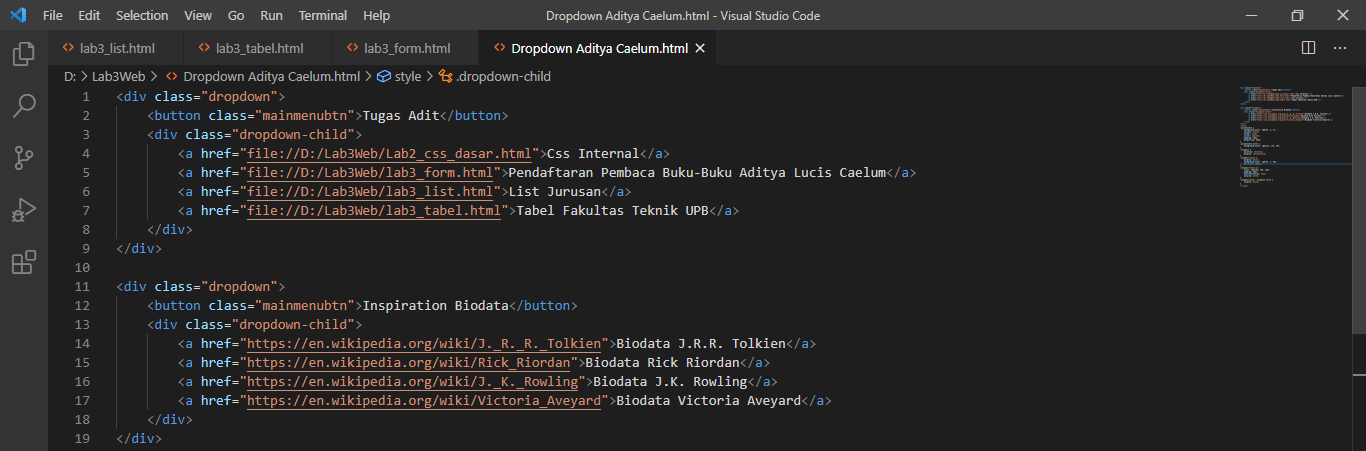 File Edit Selection View Go Run Terminal Help Dropdown Aditya Caelum.html - Visual Studio Code
lab3_list.html lab3_tabel.html lab3_form.html Dropdown Aditya Caelum.html
D: > Lab3Web > Dropdown Aditya Caelum.html > style > .dropdown-child
1 <div class="dropdown">
2 <button class="mainmenubtn">Tugas Adit</button>
3 <div class="dropdown-child">
4 <a href="file://D:/Lab3Web/Lab2_css_dasar.html">Css Internal</a>
5 <a href="file://D:/Lab3Web/lab3_form.html">Pendaftaran Pembaca Buku-Buku Aditya Lucis Caelum</a>
6 <a href="file://D:/Lab3Web/lab3_list.html">List Jurusan</a>
7 <a href="file://D:/Lab3Web/lab3_tabel.html">Tabel Fakultas Teknik UPB</a>
8 </div>
9 </div>
10
11 <div class="dropdown">
12 <button class="mainmenubtn">Inspiration Biodata</button>
13 <div class="dropdown-child">
14 <a href="https://en.wikipedia.org/wiki/J._R._R._Tolkien">Biodata J.R.R. Tolkien</a>
15 <a href="https://en.wikipedia.org/wiki/Rick_Riordan">Biodata Rick Riordan</a>
16 <a href="https://en.wikipedia.org/wiki/J._K._Rowling">Biodata J.K. Rowling</a>
17 <a href="https://en.wikipedia.org/wiki/Victoria_Aveyard">Biodata Victoria Aveyard</a>
18 </div>
19 </div>